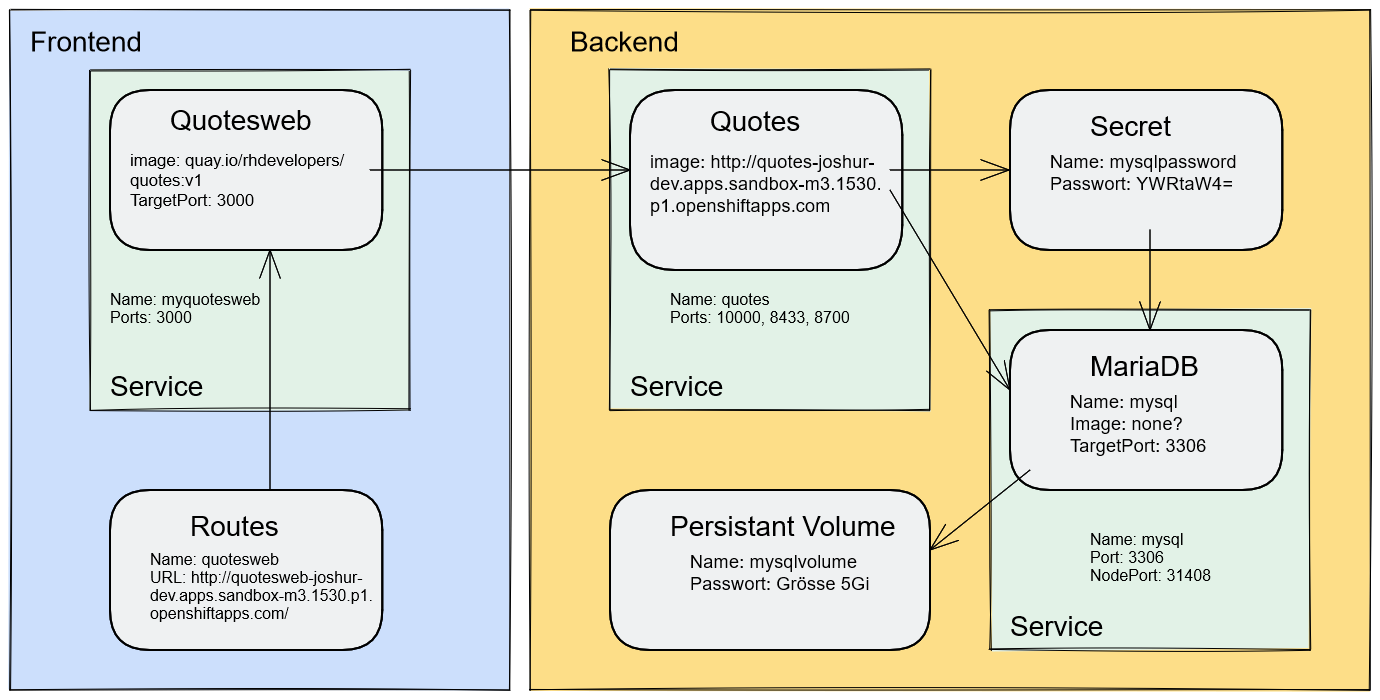 Frontend
Quotesweb
image: quay.io/rhdevelopers/
quotes:v1
TargetPort: 3000
Name: myquotesweb
Ports: 3000
Service
Routes
Name: quotesweb
URL: http://quotesweb-joshur-
dev.apps.sandbox-m3.1530.p1.
openshiftapps.com/
Backend
Quotes
image: http://quotes-joshur-
dev.apps.sandbox-m3.1530.
p1.openshiftapps.com
Name: quotes
Ports: 10000, 8433, 8700
Service
Secret
Name: mysqlpassword
Passwort: YWRtaW4=
MariaDB
Name: mysql
Image: none?
TargetPort: 3306
Name: mysql
Port: 3306
NodePort: 31408
Service
Persistant Volume
Name: mysqlvolume
Passwort: Grösse 5Gi